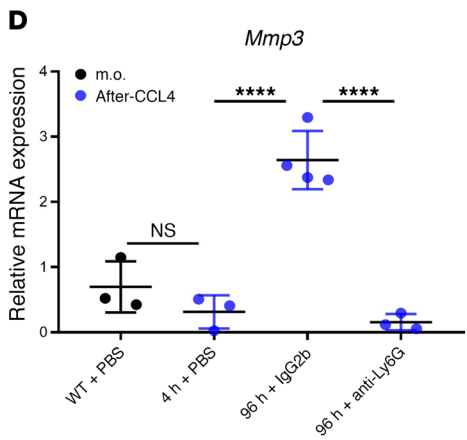 D
Mmp3
m.o.
After-CCL4
Relative mRNA expression
4
3
2
1
0
NS
****
****
WT + PBS
4 h + PBS
96 h + IgG2b
96 h + anti-Ly6G